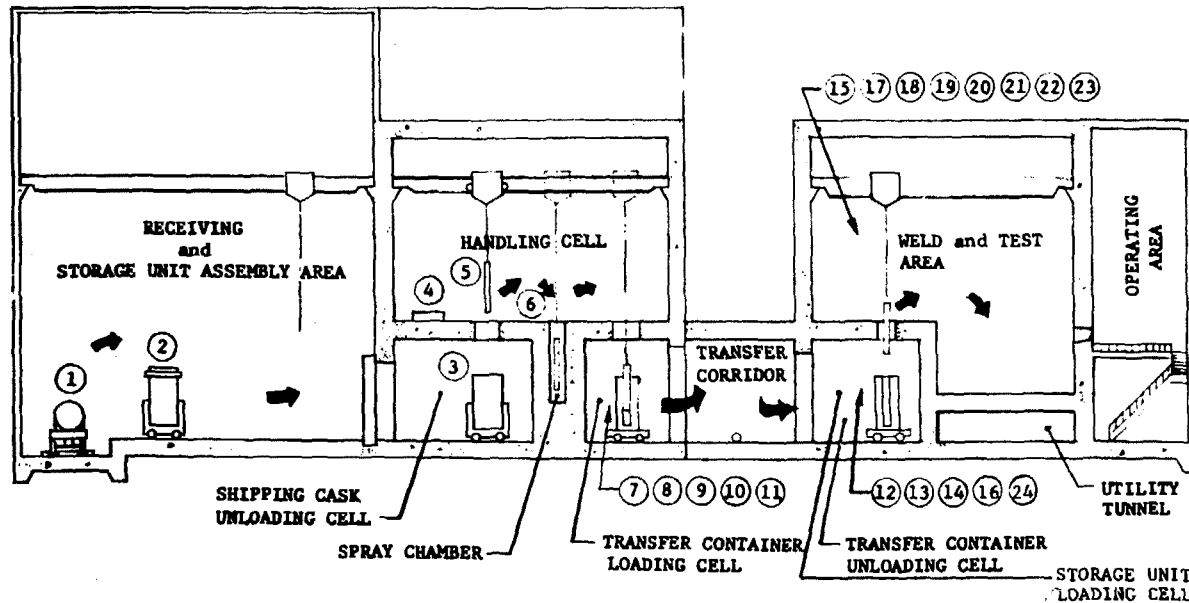 15 17 18 19 20 21 22 23
RECEIVING
and
STORAGE UNIT ASSEMBLY AREA
HANDLING CELL
WELD and TEST
AREA
OPERATING
AREA
1
2
3
4
5
6
TRANSFER
CORRIDOR
7 8 9 10 11
12 13 14 16 24
SHIPPING CASK
UNLOADING CELL
SPRAY CHAMBER
TRANSFER CONTAINER
LOADING CELL
TRANSFER CONTAINER
UNLOADING CELL
UTILITY
TUNNEL
STORAGE UNIT
LOADING CELL